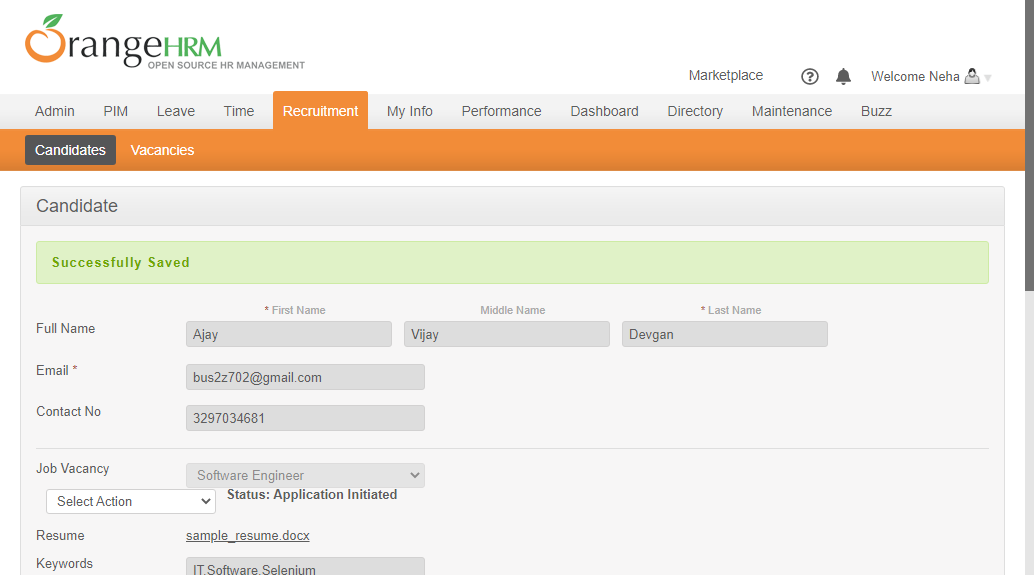 OrangeHRM
OPEN SOURCE HR MANAGEMENT
Marketplace ? Welcome Neha
Admin PIM Leave Time Recruitment My Info Performance Dashboard Directory Maintenance Buzz
Candidates Vacancies
Candidate
Successfully Saved
* First Name Middle Name * Last Name
Full Name Ajay Vijay Devgan
Email * bus2z702@gmail.com
Contact No 3297034681
Job Vacancy Software Engineer
Select Action Status: Application Initiated
Resume sample_resume.docx
Keywords IT,Software,Selenium